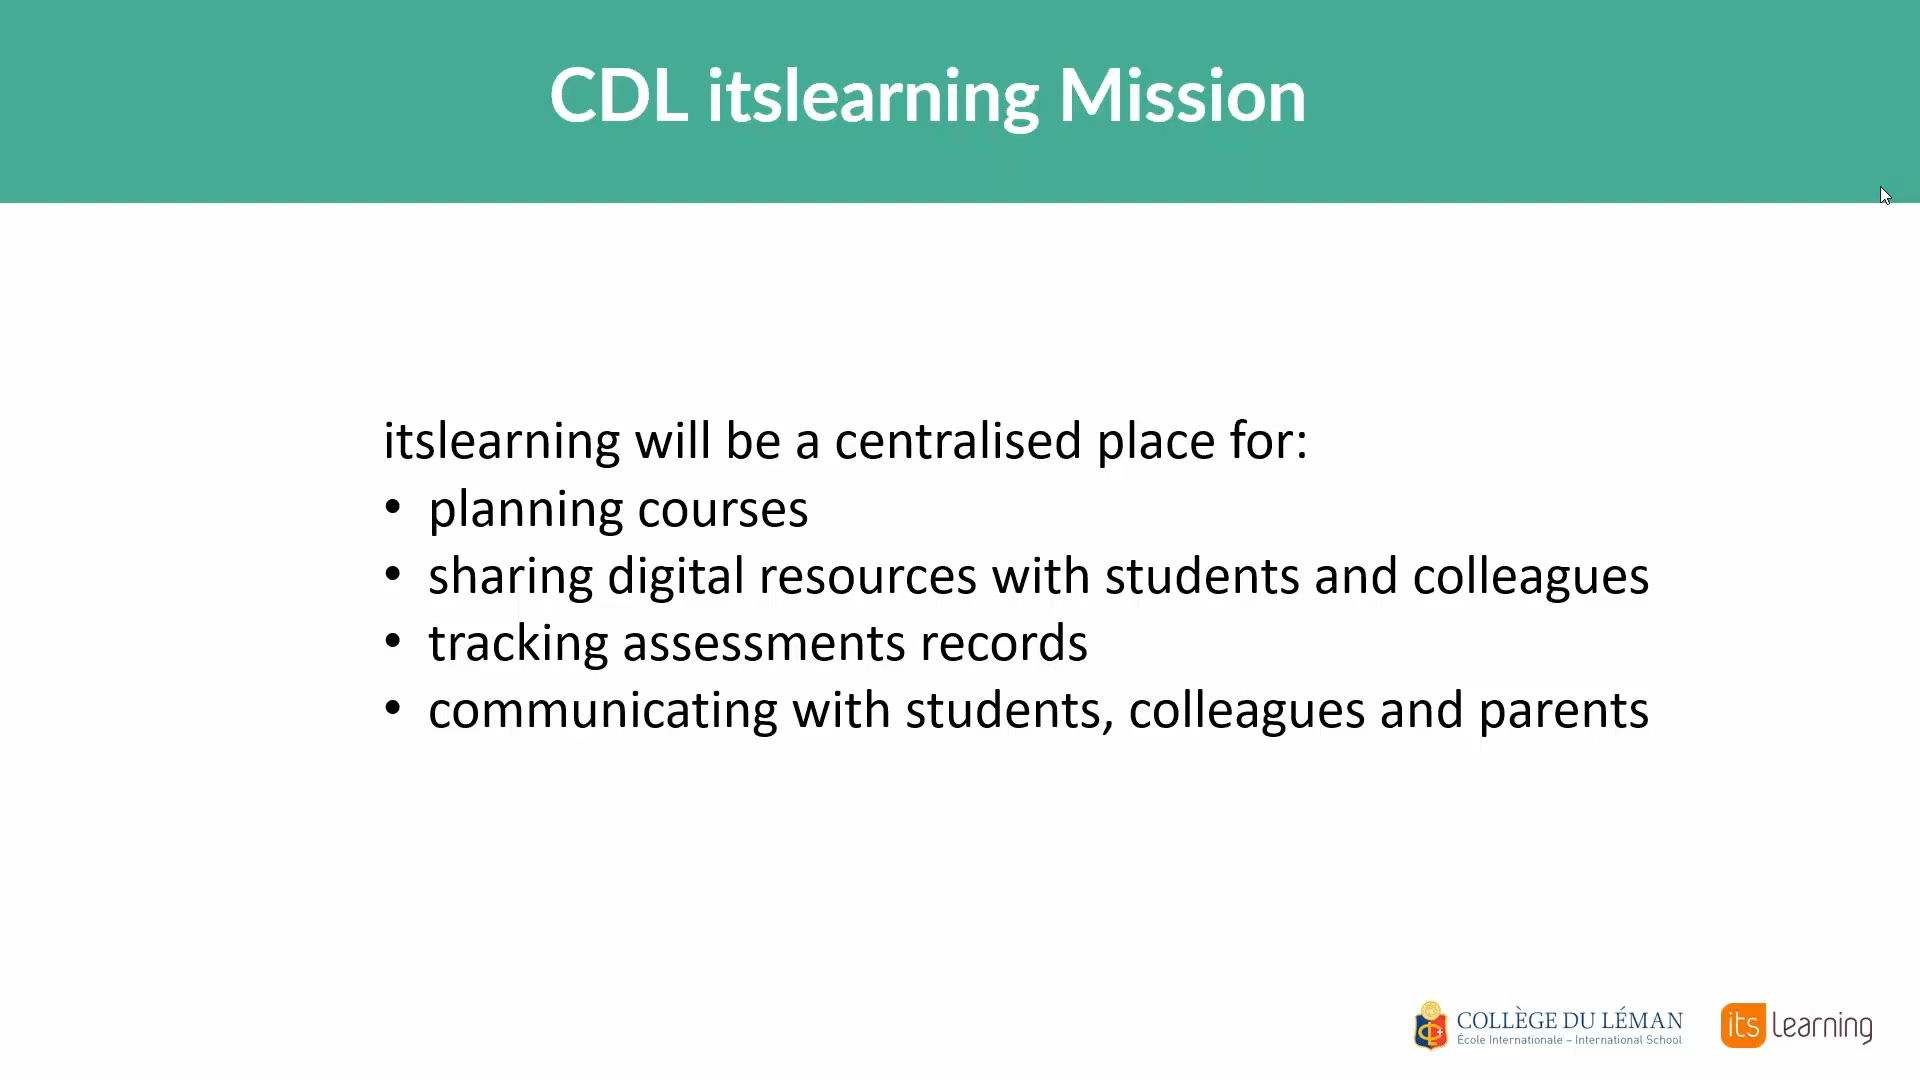 CDL itslearning Mission
itslearning will be a centralised place for:
• planning courses
• sharing digital resources with students and colleagues
• tracking assessments records
• communicating with students, colleagues and parents
COLLÈGE DU LÉMAN
École Internationale – International School
its learning